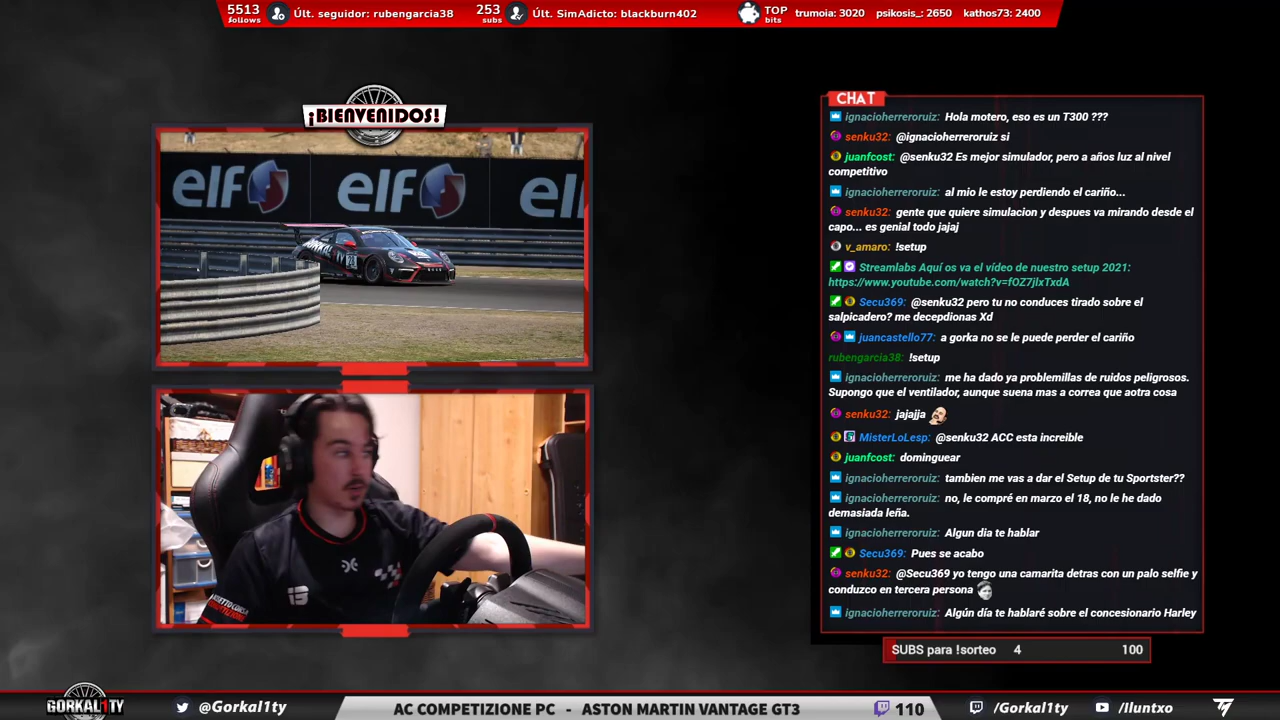 5513 follows Últ. seguidor: rubengarcia38 253 subs Últ. SimAdicto: blackburn402 TOP bits trumoia: 3020 psikosis_: 2650 kathos73: 2400
¡BIENVENIDOS!
elf elf elf
CHAT
ignacioherreroruiz: Hola motero, eso es un T300 ???
senku32: @ignacioherreroruiz si
juanfcost: @senku32 Es mejor simulador, pero a años luz al nivel
competitivo
ignacioherreroruiz: al mio le estoy perdiendo el cariño...
senku32: gente que quiere simulacion y despues va mirando desde el
capo... es genial todo jajaj
v_amaro: !setup
Streamlabs Aquí os va el vídeo de nuestro setup 2021:
https://www.youtube.com/watch?v=fOZ7jlxTxdA
Secu369: @senku32 pero tu no conduces tirado sobre el
salpicadero? me decepdionas Xd
juancastello77: a gorka no se le puede perder el cariño
rubengarcia38: !setup
ignacioherreroruiz: me ha dado ya problemillas de ruidos peligrosos.
Supongo que el ventilador, aunque suena mas a correa que aotra cosa
senku32: jajajja
MisterLoLesp: @senku32 ACC esta increible
juanfcost: dominguear
ignacioherreroruiz: tambien me vas a dar el Setup de tu Sportster??
ignacioherreroruiz: no, le compré en marzo el 18, no le he dado
demasiada leña.
ignacioherreroruiz: Algun dia te hablar
Secu369: Pues se acabo
senku32: @Secu369 yo tengo una camarita detras con un palo selfie y
conduzco en tercera persona
ignacioherreroruiz: Algún día te hablaré sobre el concesionario Harley
SUBS para !sorteo 4 100
ASSETTO CORSA
COMPETIZIONE
GORKAL1TY @Gorkal1ty AC COMPETIZIONE PC - ASTON MARTIN VANTAGE GT3 110 /Gorkal1ty /Iluntxo